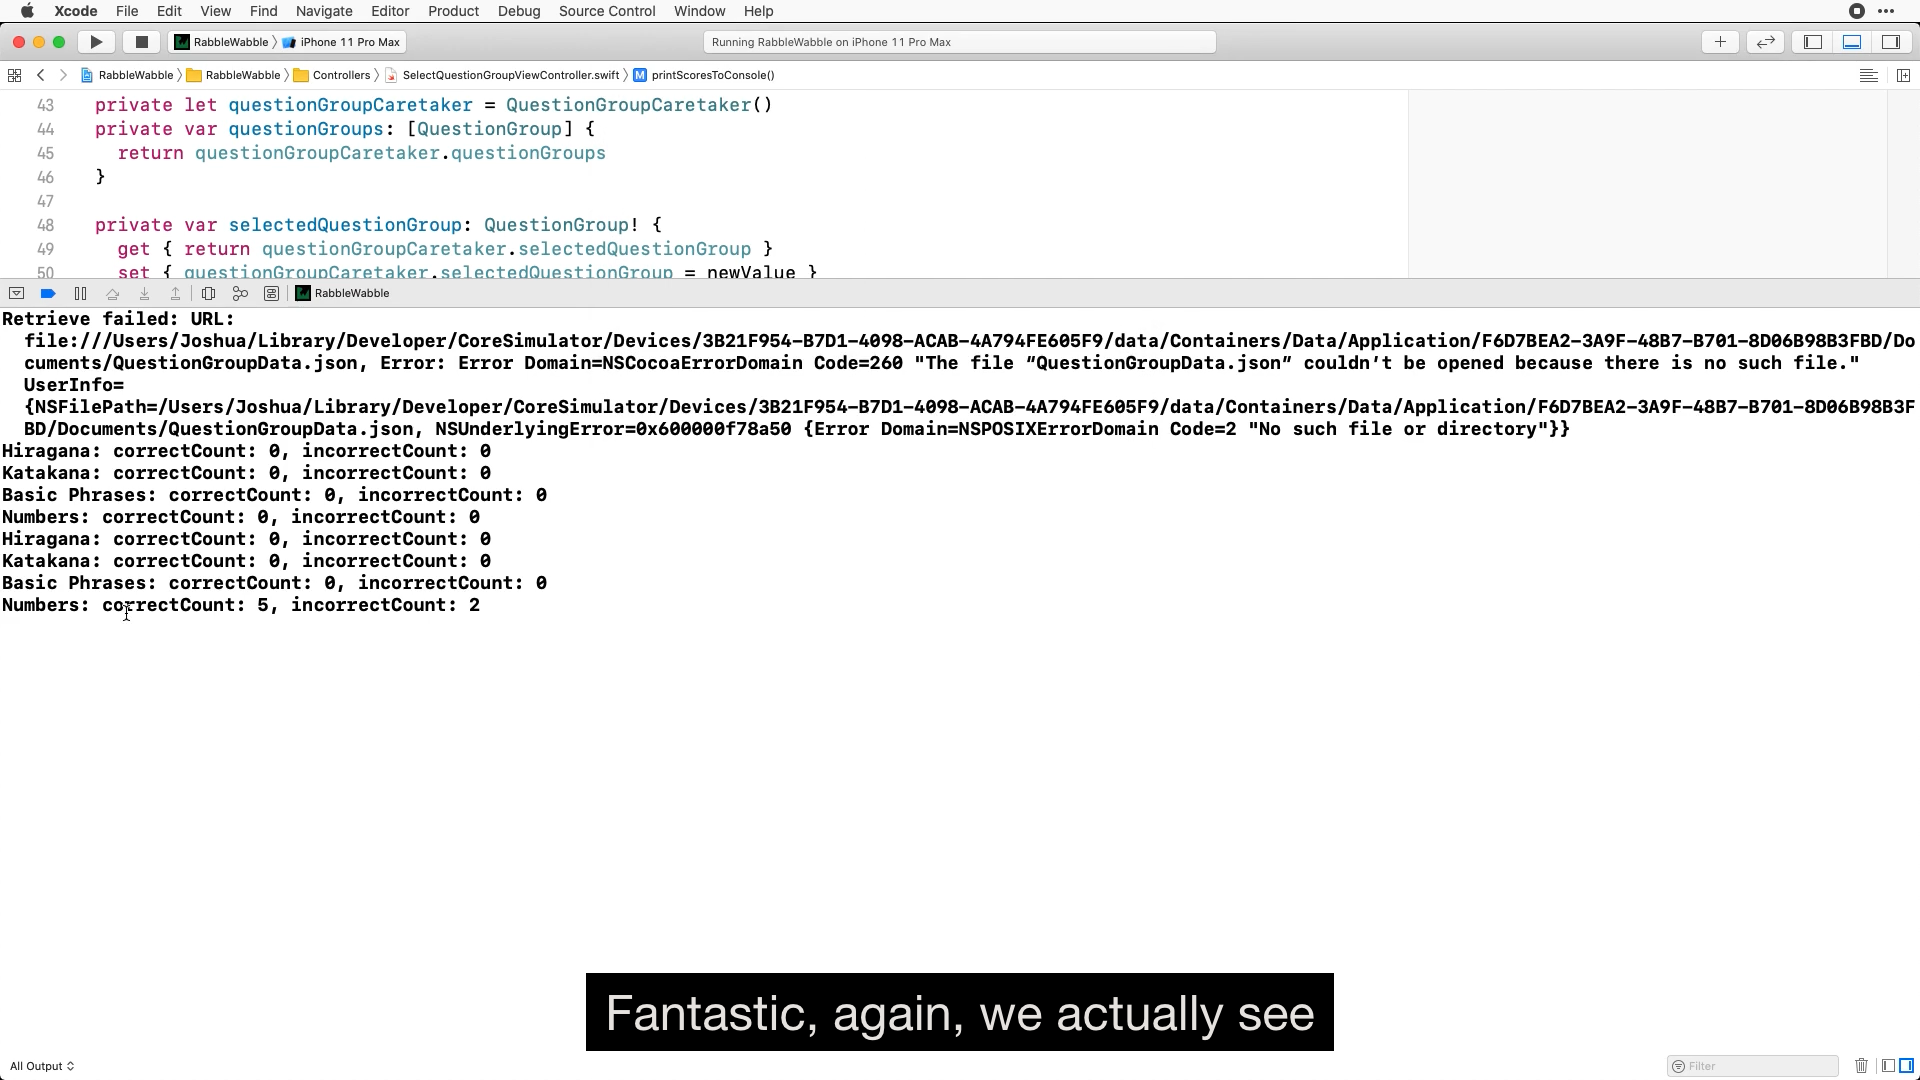 Xcode File Edit View Find Navigate Editor Product Debug Source Control Window Help
RabbleWabble iPhone 11 Pro Max Running RabbleWabble on iPhone 11 Pro Max
RabbleWabble RabbleWabble Controllers SelectQuestionGroupViewController.swift M printScoresToConsole()
43 private let questionGroupCaretaker = QuestionGroupCaretaker()
44 private var questionGroups: [QuestionGroup] {
45 return questionGroupCaretaker.questionGroups
46 }
47
48 private var selectedQuestionGroup: QuestionGroup! {
49 get { return questionGroupCaretaker.selectedQuestionGroup }
50 set { questionGroupCaretaker.selectedQuestionGroup = newValue }
RabbleWabble
Retrieve failed: URL:
file:///Users/Joshua/Library/Developer/CoreSimulator/Devices/3B21F954-B7D1-4098-ACAB-4A794FE605F9/data/Containers/Data/Application/F6D7BEA2-3A9F-48B7-B701-8D06B98B3FBD/Do
cuments/QuestionGroupData.json, Error: Error Domain=NSCocoaErrorDomain Code=260 "The file “QuestionGroupData.json” couldn’t be opened because there is no such file."
UserInfo=
{NSFilePath=/Users/Joshua/Library/Developer/CoreSimulator/Devices/3B21F954-B7D1-4098-ACAB-4A794FE605F9/data/Containers/Data/Application/F6D7BEA2-3A9F-48B7-B701-8D06B98B3F
BD/Documents/QuestionGroupData.json, NSUnderlyingError=0x600000f78a50 {Error Domain=NSPOSIXErrorDomain Code=2 "No such file or directory"}}
Hiragana: correctCount: 0, incorrectCount: 0
Katakana: correctCount: 0, incorrectCount: 0
Basic Phrases: correctCount: 0, incorrectCount: 0
Numbers: correctCount: 0, incorrectCount: 0
Hiragana: correctCount: 0, incorrectCount: 0
Katakana: correctCount: 0, incorrectCount: 0
Basic Phrases: correctCount: 0, incorrectCount: 0
Numbers: correctCount: 5, incorrectCount: 2
Fantastic, again, we actually see
All Output Filter